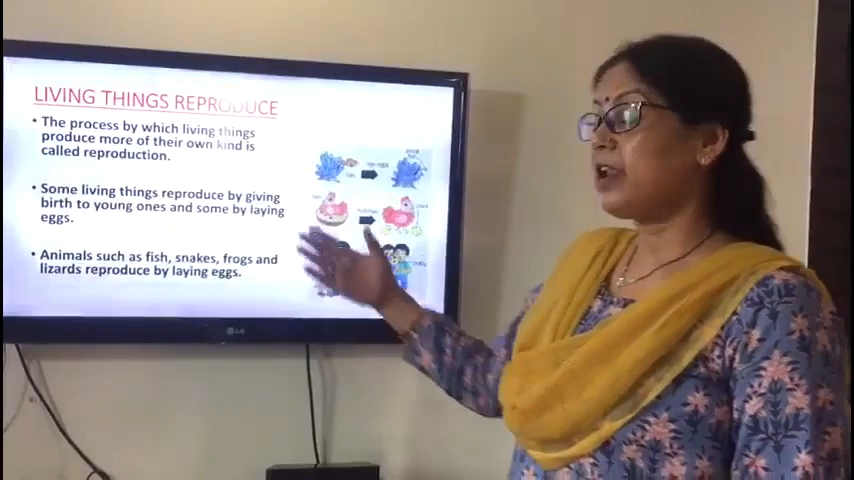 LIVING THINGS REPRODUCE
• The process by which living things
produce more of their own kind is
called reproduction.
• Some living things reproduce by giving
birth to young ones and some by laying
eggs.
• Animals such as fish, snakes, frogs and
lizards reproduce by laying eggs.
LG